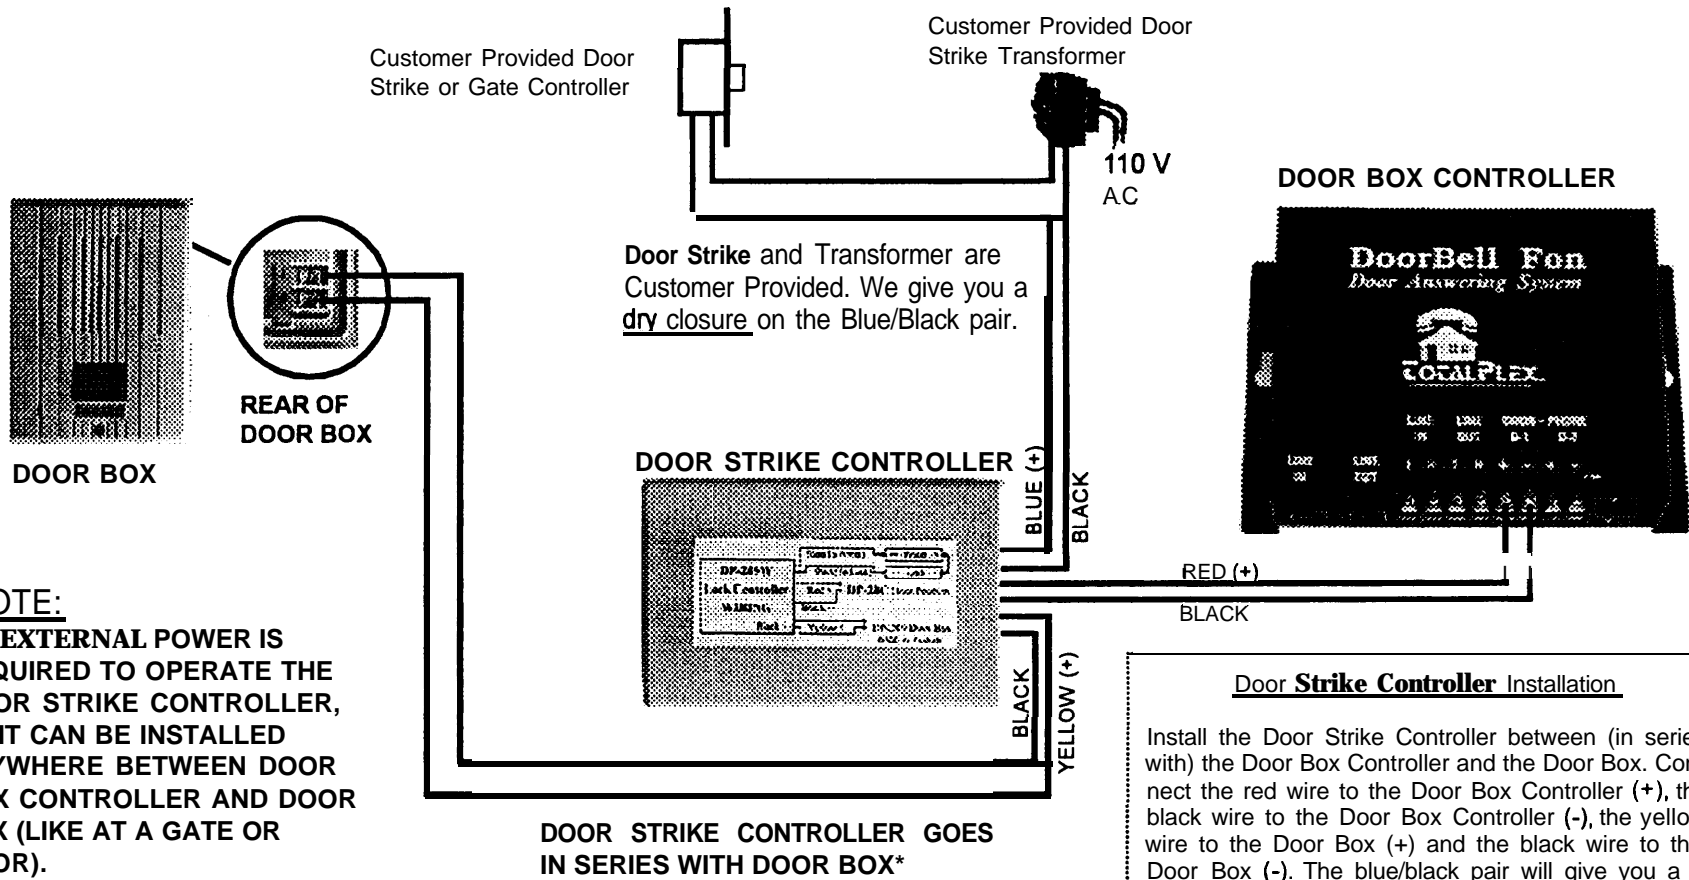 Customer Provided Door
Strike or Gate Controller
Customer Provided Door
Strike Transformer
110 V
AC
DOOR BOX CONTROLLER
DoorBell Fon
Door Answering System
TOTALPLEX
Door Strike and Transformer are
Customer Provided. We give you a
dry closure on the Blue/Black pair.
REAR OF
DOOR BOX
DOOR BOX
DOOR STRIKE CONTROLLER
BLUE (+)
BLACK
Lock Controller
WIRING
RED (+)
BLACK
BLACK
YELLOW (+)
OTE:
EXTERNAL POWER IS
QUIRED TO OPERATE THE
OR STRIKE CONTROLLER,
IT CAN BE INSTALLED
YWHERE BETWEEN DOOR
X CONTROLLER AND DOOR
X (LIKE AT A GATE OR
OR).
DOOR STRIKE CONTROLLER GOES
IN SERIES WITH DOOR BOX*
Door Strike Controller Installation
Install the Door Strike Controller between (in serie
with) the Door Box Controller and the Door Box. Con
nect the red wire to the Door Box Controller (+), th
black wire to the Door Box Controller (-), the yello
wire to the Door Box (+) and the black wire to th
Door Box (-). The blue/black pair will give you a